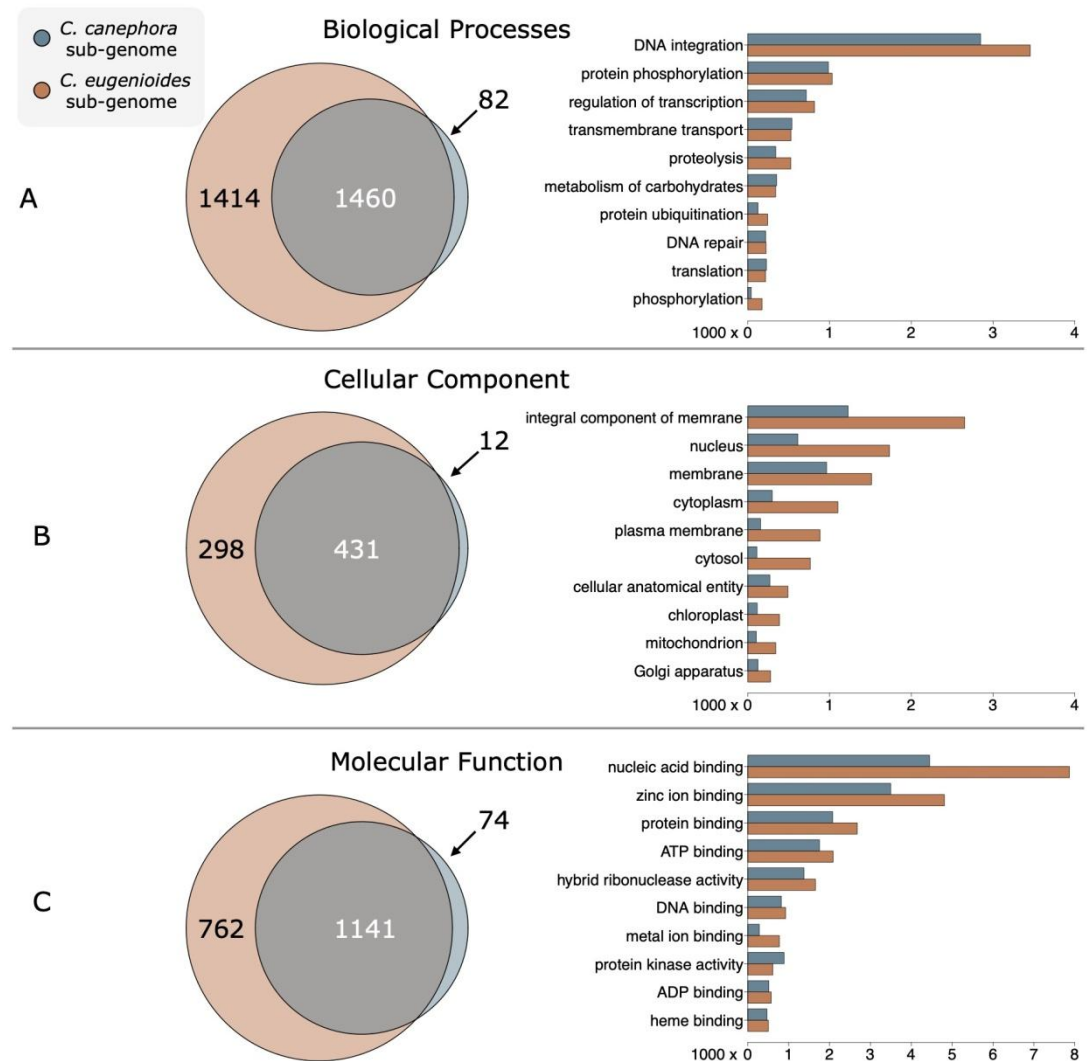 C. canephora
sub-genome
C. eugenioides
sub-genome
Biological Processes
82
A
1414
1460
DNA integration
protein phosphorylation
regulation of transcription
transmembrane transport
proteolysis
metabolism of carbohydrates
protein ubiquitination
DNA repair
translation
phosphorylation
1000 x 0 1 2 3 4
Cellular Component
12
B
298
431
integral component of memrane
nucleus
membrane
cytoplasm
plasma membrane
cytosol
cellular anatomical entity
chloroplast
mitochondrion
Golgi apparatus
1000 x 0 1 2 3 4
Molecular Function
74
C
762
1141
nucleic acid binding
zinc ion binding
protein binding
ATP binding
hybrid ribonuclease activity
DNA binding
metal ion binding
protein kinase activity
ADP binding
heme binding
1000 x 0 1 2 3 4 5 6 7 8